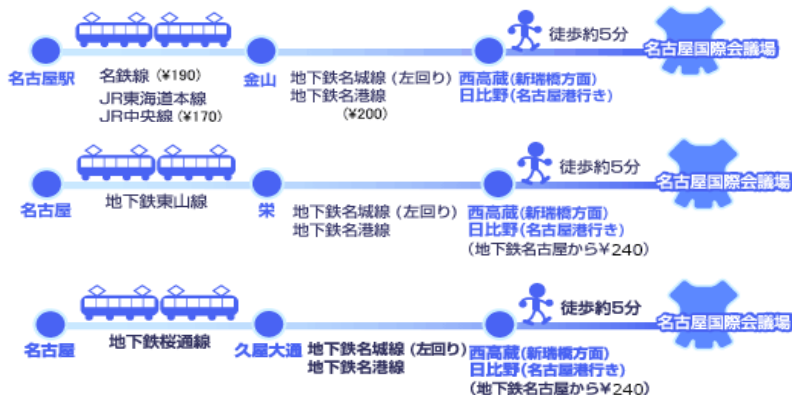 徒歩約5分
名古屋国際会議場
名古屋駅
名鉄線 (¥190)
JR東海道本線
JR中央線 (¥170)
金山
地下鉄名城線 (左回り)
地下鉄名港線
(¥200)
西高蔵(新瑞橋方面)
日比野(名古屋港行き)
徒歩約5分
名古屋国際会議場
名古屋
地下鉄東山線
栄
地下鉄名城線 (左回り)
地下鉄名港線
西高蔵(新瑞橋方面)
日比野(名古屋港行き)
(地下鉄名古屋から¥240)
徒歩約5分
名古屋国際会議場
名古屋
地下鉄桜通線
久屋大通
地下鉄名城線 (左回り)
地下鉄名港線
西高蔵(新瑞橋方面)
日比野(名古屋港行き)
(地下鉄名古屋から¥240)